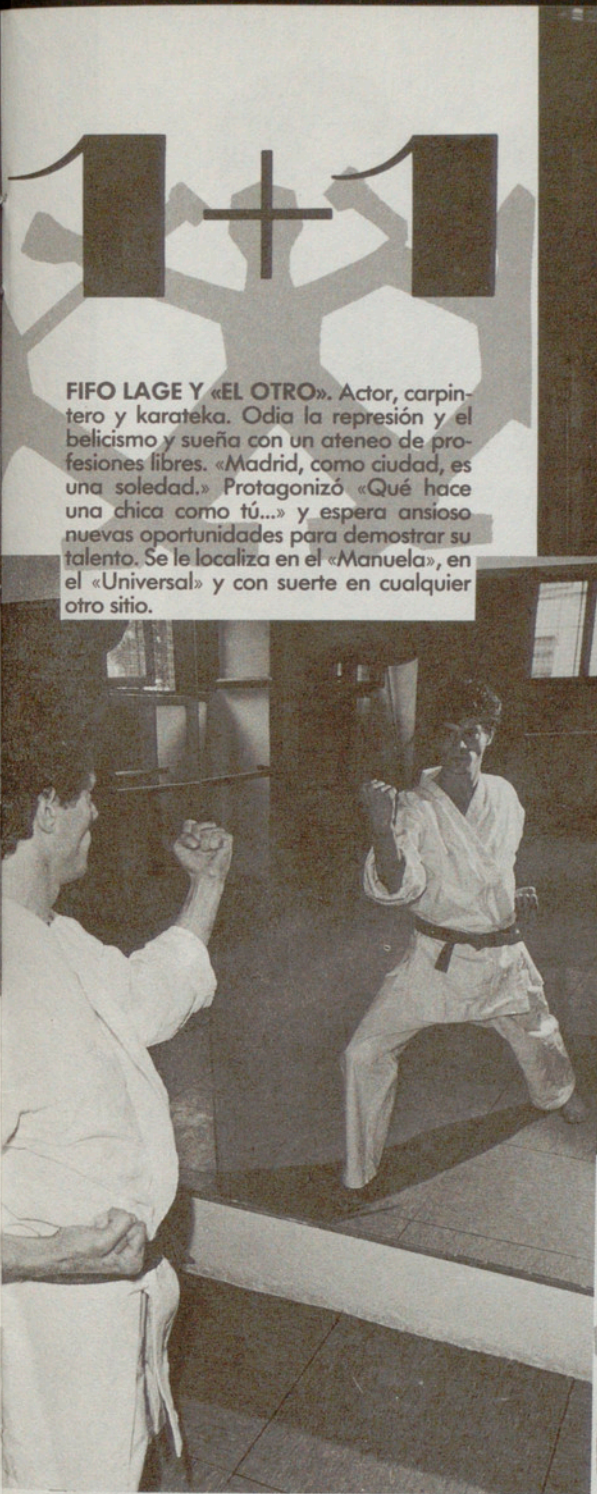 1+1
FIFO LAGE Y «EL OTRO». Actor, carpin-
tero y karateka. Odia la represión y el
belicismo y sueña con un ateneo de pro-
fesiones libres. «Madrid, como ciudad, es
una soledad.» Protagonizó «Qué hace
una chica como tú...» y espera ansioso
nuevas oportunidades para demostrar su
talento. Se le localiza en el «Manuela», en
el «Universal» y con suerte en cualquier
otro sitio.